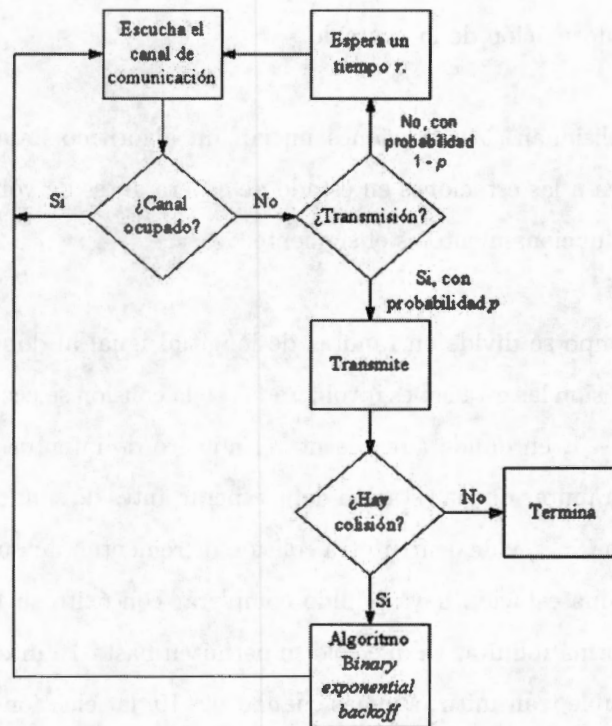 Escucha el
canal de
comunicación
Espera un
tiempo r.
No, con
probabilidad
1 - p
Si
¿Canal
ocupado?
No
¿Transmisión?
Si, con
probabilidad p
Transmite
¿Hay
colisión?
No
Termina
Si
Algoritmo
Binary
exponential
backoff